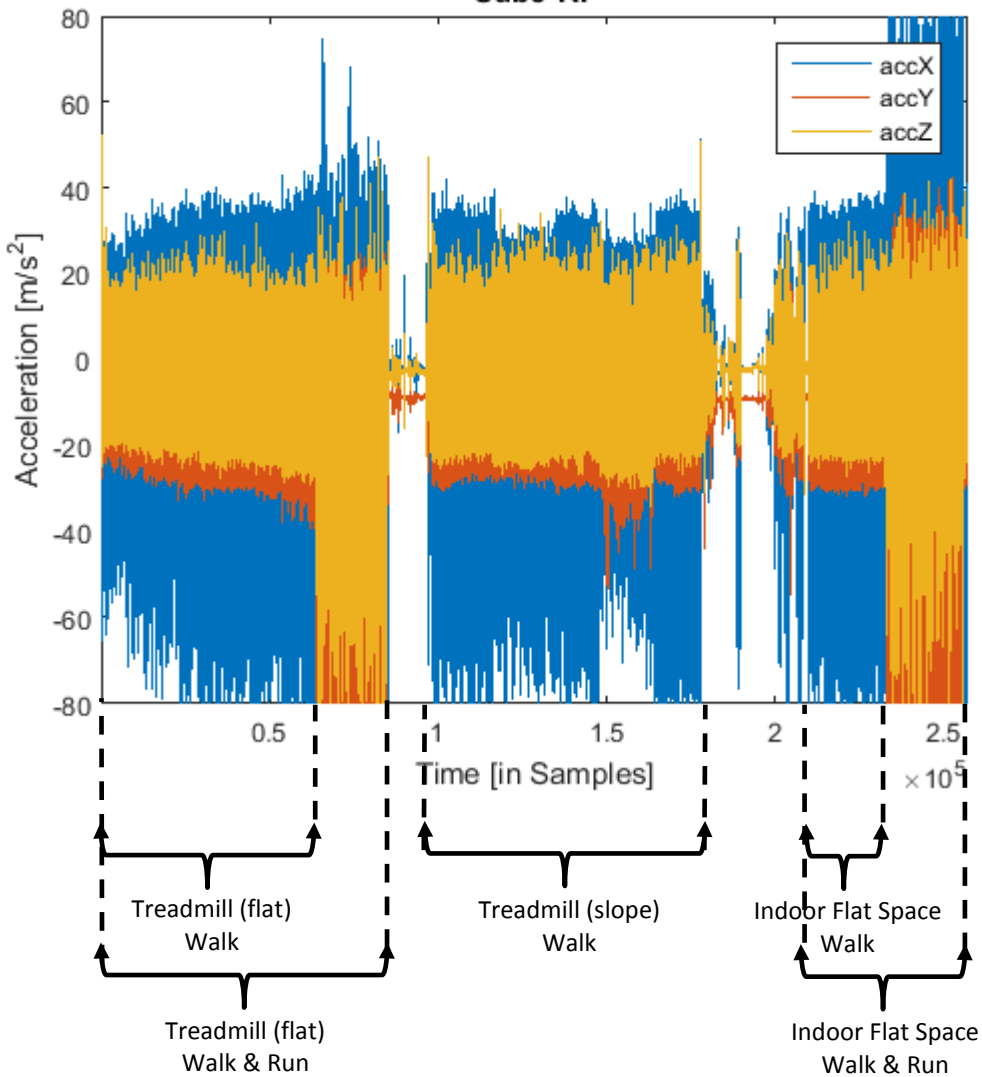 80
60
40
20
0
-20
-40
-60
-80
Acceleration [m/s²]
accX
accY
accZ
0.5
1
1.5
2
2.5
Time [in Samples]
×10⁵
Treadmill (flat)
Walk
Treadmill (slope)
Walk
Indoor Flat Space
Walk
Treadmill (flat)
Walk & Run
Indoor Flat Space
Walk & Run